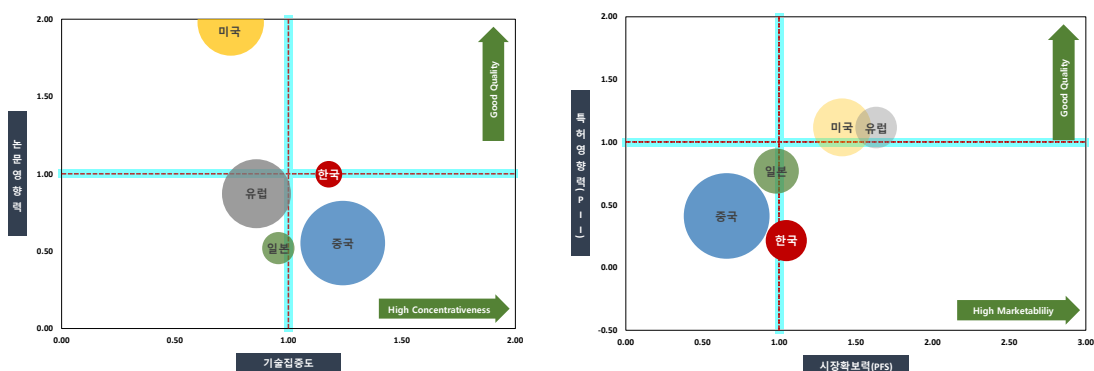 2.00
1.50
1.00
0.50
0.00
0.00
0.50
1.00
1.50
2.00
논문영향력
기술집중도
미국
유럽
일본
한국
중국
Good Quality
High Concentrativeness
2.00
1.50
1.00
0.50
0.00
-0.50
0.00
0.50
1.00
1.50
2.00
3.00
특허영향력(PII)
시장확보력(PFS)
미국
유럽
일본
중국
한국
Good Quality
High Marketabliliy